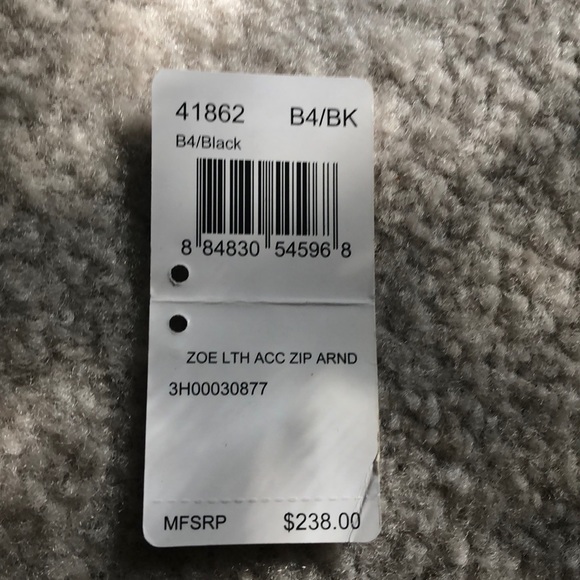 41862 B4/BK
B4/Black
8 84830 54596 8
ZOE LTH ACC ZIP ARND
3H00030877
MFSRP $238.00